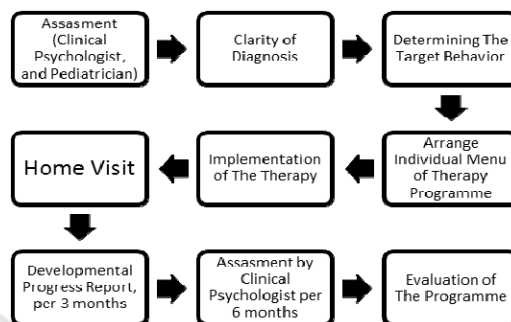 Assasment
(Clinical
Psychologist,
and Pediatrician)
Clarity of
Diagnosis
Determining The
Target Behavior
Arrange
Individual Menu
of Therapy
Programme
Implementation
of The Therapy
Home Visit
Developmental
Progress Report,
per 3 months
Assasment by
Clinical
Psychologist per
6 months
Evaluation of
The Programme